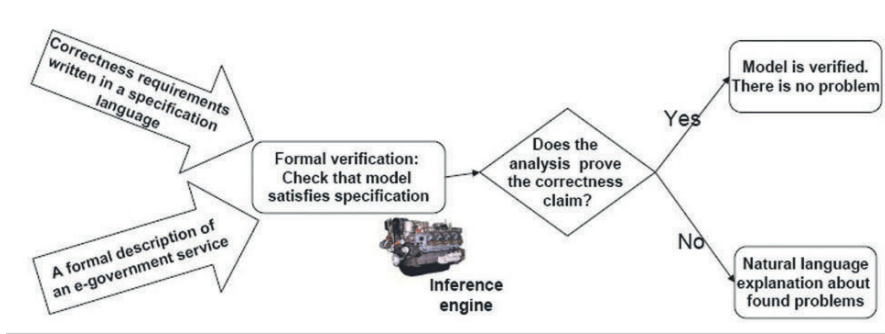 Correctness requirements
written in a specification
language
A formal description of
an e-government service
Formal verification:
Check that model
satisfies specification
Inference
engine
Does the
analysis prove
the correctness
claim?
Yes
Model is verified.
There is no problem
No
Natural language
explanation about
found problems